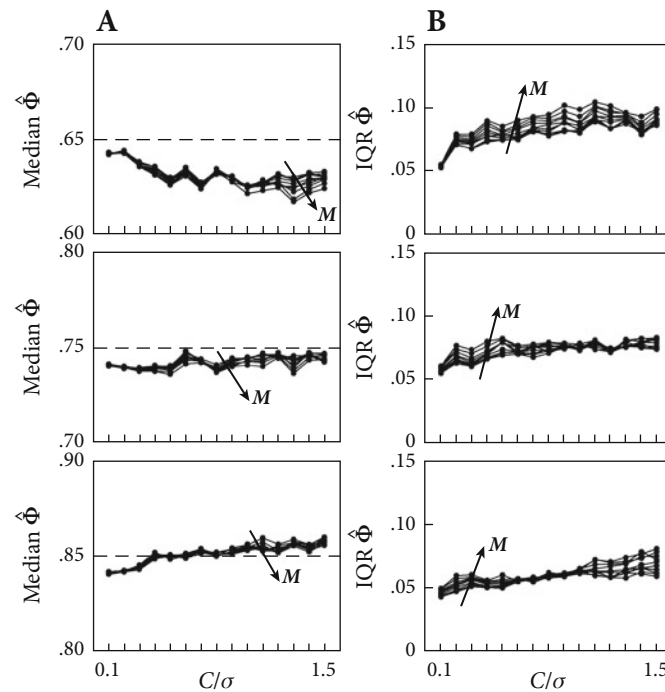 A
B
.70
.65
.60
Median Φ̂
M
.15
.10
.05
0
IQR Φ̂
M
.80
.75
.70
Median Φ̂
M
.15
.10
.05
0
IQR Φ̂
M
.90
.85
.80
Median Φ̂
M
0.1
1.5
C/σ
.15
.10
.05
0
IQR Φ̂
M
0.1
1.5
C/σ